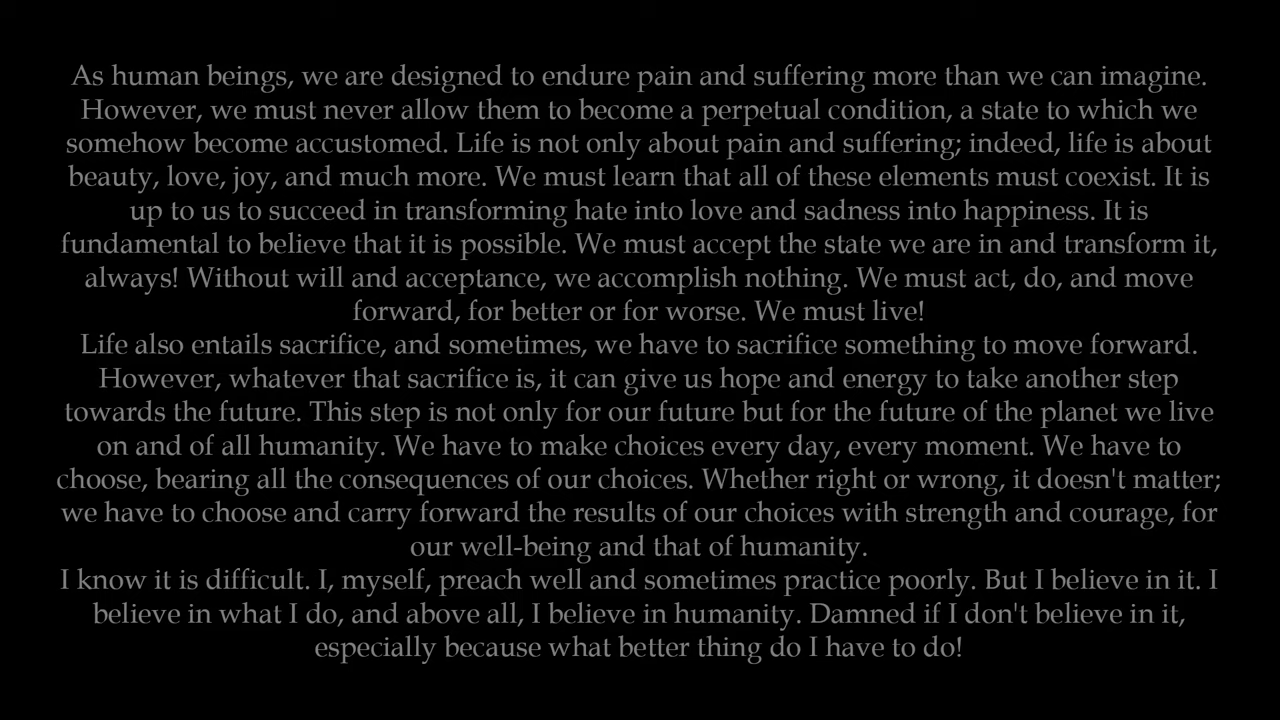 As human beings, we are designed to endure pain and suffering more than we can imagine.
However, we must never allow them to become a perpetual condition, a state to which we
somehow become accustomed. Life is not only about pain and suffering; indeed, life is about
beauty, love, joy, and much more. We must learn that all of these elements must coexist. It is
up to us to succeed in transforming hate into love and sadness into happiness. It is
fundamental to believe that it is possible. We must accept the state we are in and transform it,
always! Without will and acceptance, we accomplish nothing. We must act, do, and move
forward, for better or for worse. We must live!
Life also entails sacrifice, and sometimes, we have to sacrifice something to move forward.
However, whatever that sacrifice is, it can give us hope and energy to take another step
towards the future. This step is not only for our future but for the future of the planet we live
on and of all humanity. We have to make choices every day, every moment. We have to
choose, bearing all the consequences of our choices. Whether right or wrong, it doesn't matter;
we have to choose and carry forward the results of our choices with strength and courage, for
our well-being and that of humanity.
I know it is difficult. I, myself, preach well and sometimes practice poorly. But I believe in it. I
believe in what I do, and above all, I believe in humanity. Damned if I don't believe in it,
especially because what better thing do I have to do!